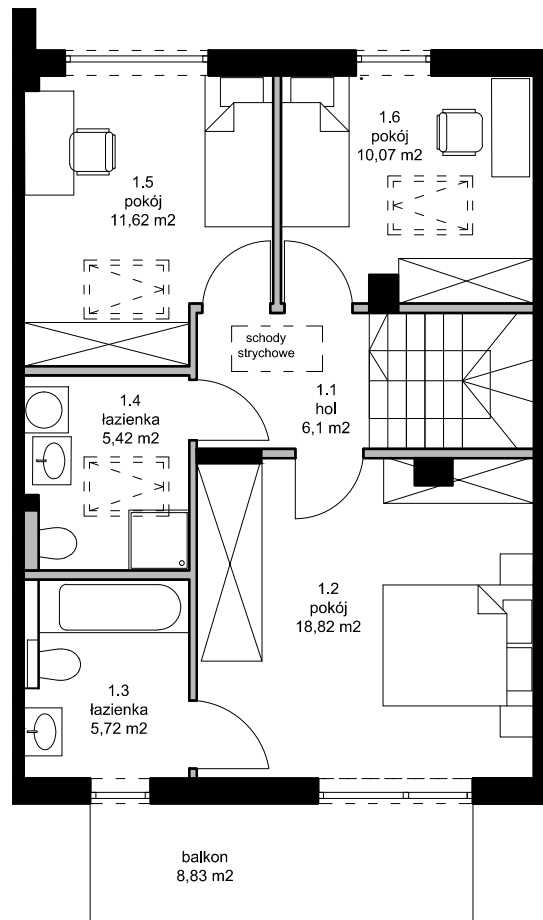 1.6
pokój
10,07 m2
1.5
pokój
11,62 m2
schody
strychowe
1.1
hol
6,1 m2
1.4
łazienka
5,42 m2
1.2
pokój
18,82 m2
1.3
łazienka
5,72 m2
balkon
8,83 m2